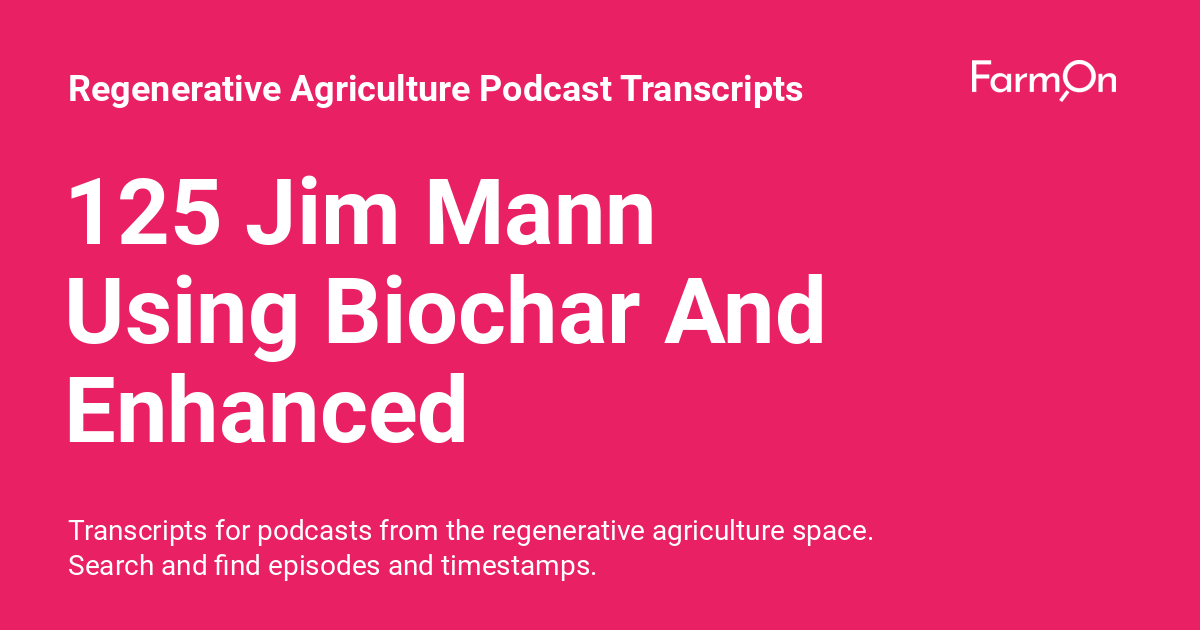 Regenerative Agriculture Podcast Transcripts
FarmOn
125 Jim Mann
Using Biochar And
Enhanced
Transcripts for podcasts from the regenerative agriculture space.
Search and find episodes and timestamps.